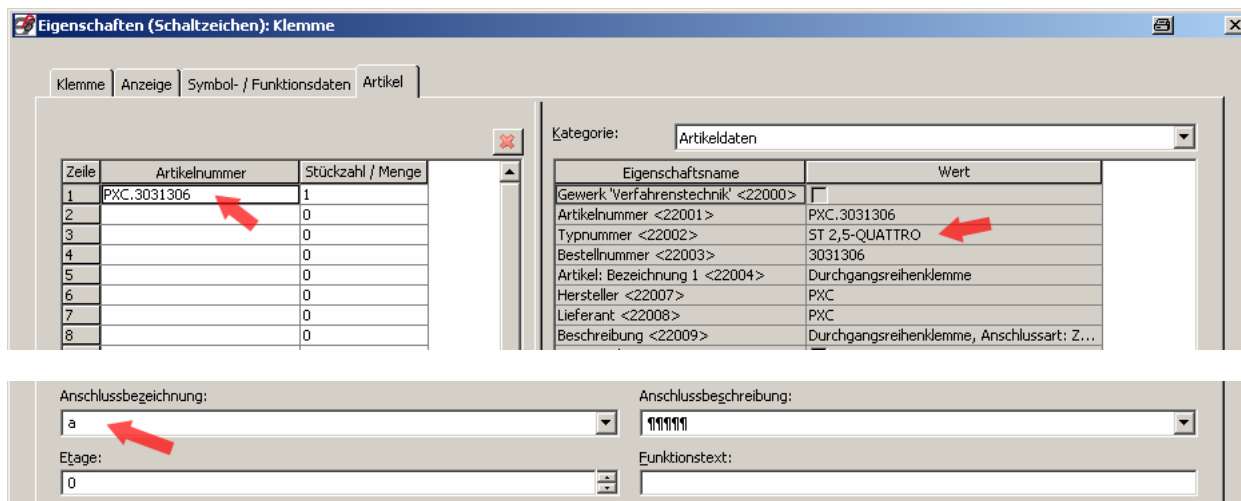 Eigenschaften (Schaltzeichen): Klemme
Klemme Anzeige Symbol- / Funktionsdaten Artikel
Kategorie: Artikeldaten
Zeile Artikelnummer Stückzahl / Menge Eigenschaftsname Wert
1 PXC.3031306 1 Gewerk 'Verfahrenstechnik' <22000>
2 0 Artikelnummer <22001> PXC.3031306
3 0 Typnummer <22002> ST 2,5-QUATTRO
4 0 Bestellnummer <22003> 3031306
5 0 Artikel: Bezeichnung 1 <22004> Durchgangsreihenklemme
6 0 Hersteller <22007> PXC
7 0 Lieferant <22008> PXC
8 0 Beschreibung <22009> Durchgangsreihenklemme, Anschlussart: Z...
Anschlussbezeichnung: Anschlussbeschreibung:
a ¶¶¶¶¶
Etage: Funktionstext:
0